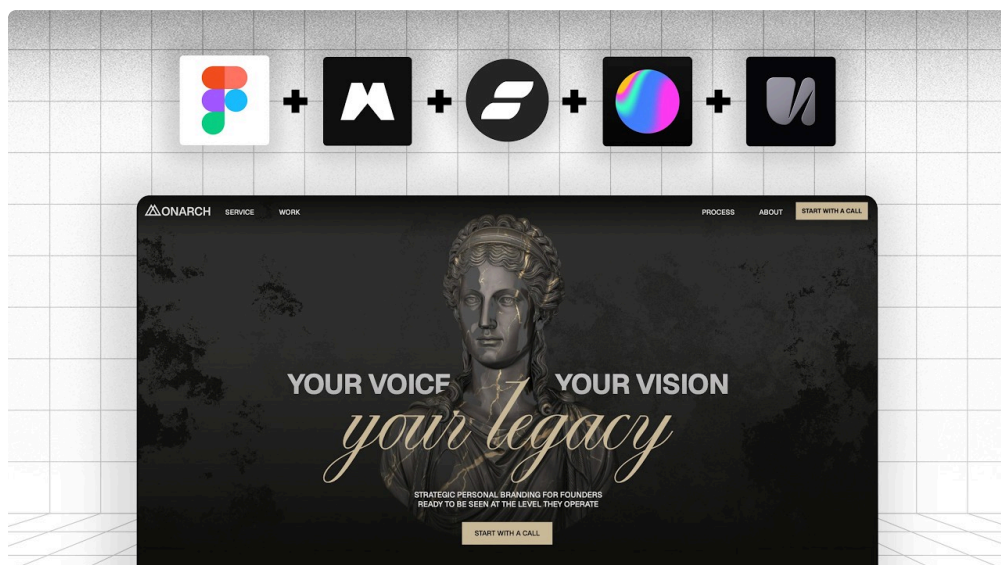 MONARCH SERVICE WORK PROCESS ABOUT START WITH A CALL
YOUR VOICE YOUR VISION
your legacy
STRATEGIC PERSONAL BRANDING FOR FOUNDERS
READY TO BE SEEN AT THE LEVEL THEY OPERATE
START WITH A CALL